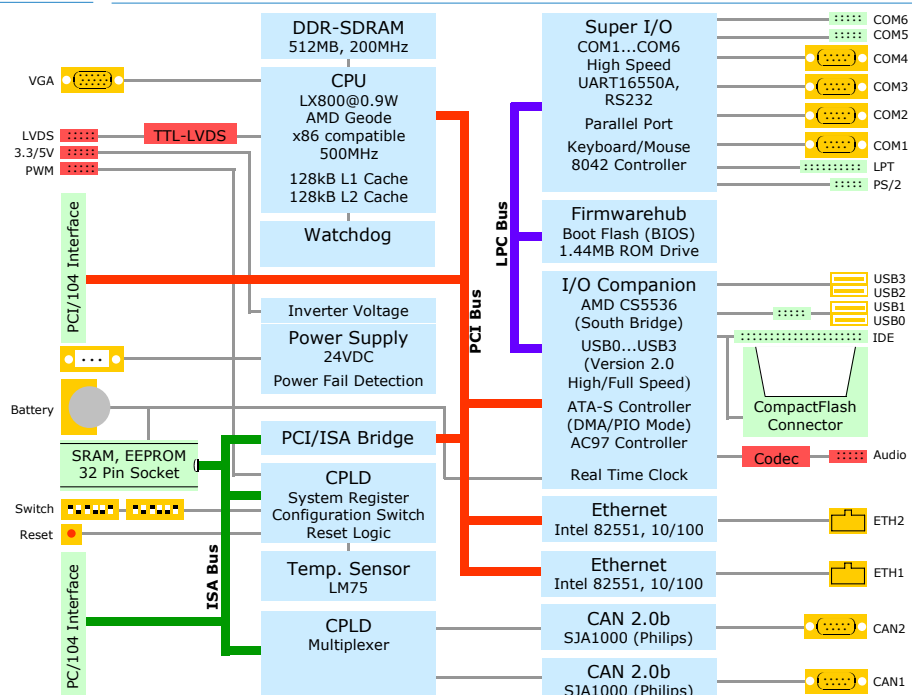 DDR-SDRAM
512MB, 200MHz
CPU
LX800@0.9W
AMD Geode
x86 compatible
500MHz
128kB L1 Cache
128kB L2 Cache
Watchdog
VGA
LVDS
TTL-LVDS
3.3/5V
PWM
PCI/104 Interface
Inverter Voltage
Power Supply
24VDC
Power Fail Detection
Battery
SRAM, EEPROM
32 Pin Socket
PCI/ISA Bridge
CPLD
System Register
Configuration Switch
Reset Logic
Switch
Reset
Temp. Sensor
LM75
ISA Bus
PC/104 Interface
CPLD
Multiplexer
PCI Bus
LPC Bus
Super I/O
COM1...COM6
High Speed
UART16550A,
RS232
Parallel Port
Keyboard/Mouse
8042 Controller
COM6
COM5
COM4
COM3
COM2
COM1
LPT
PS/2
Firmwarehub
Boot Flash (BIOS)
1.44MB ROM Drive
I/O Companion
AMD CS5536
(South Bridge)
USB0...USB3
(Version 2.0
High/Full Speed)
ATA-S Controller
(DMA/PIO Mode)
AC97 Controller
Real Time Clock
USB3
USB2
USB1
USB0
IDE
CompactFlash
Connector
Codec
Audio
Ethernet
Intel 82551, 10/100
ETH2
Ethernet
Intel 82551, 10/100
ETH1
CAN 2.0b
SJA1000 (Philips)
CAN2
CAN 2.0b
SJA1000 (Philips)
CAN1